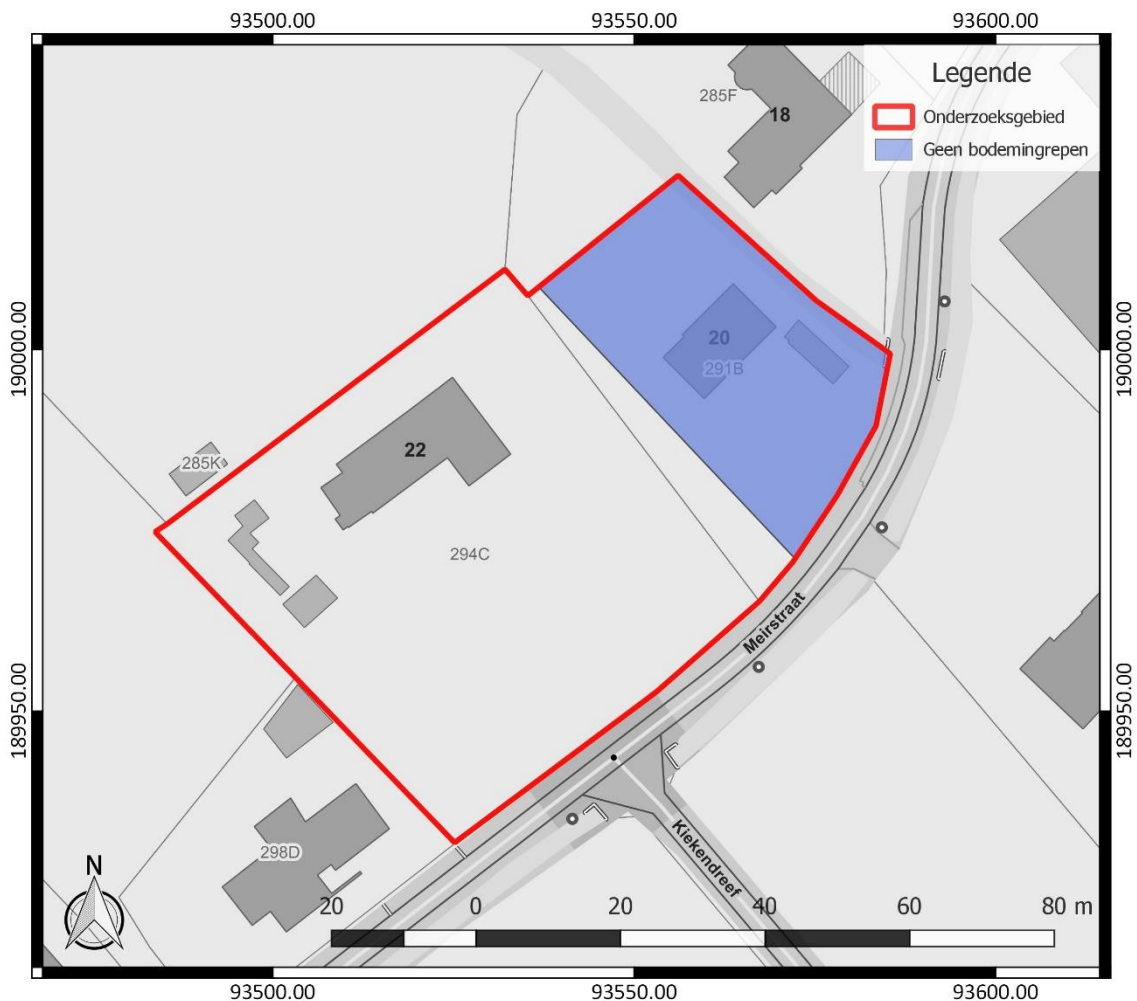 93500.00 93550.00 93600.00
Legende
Onderzoeksgebied
Geen bodemingrepen
285F
18
190000.00
190000.00
20
291B
22
285K
294C
Meirstraat
189950.00
189950.00
Kiekendreef
298D
N
20 0 20 40 60 80 m
93500.00 93550.00 93600.00